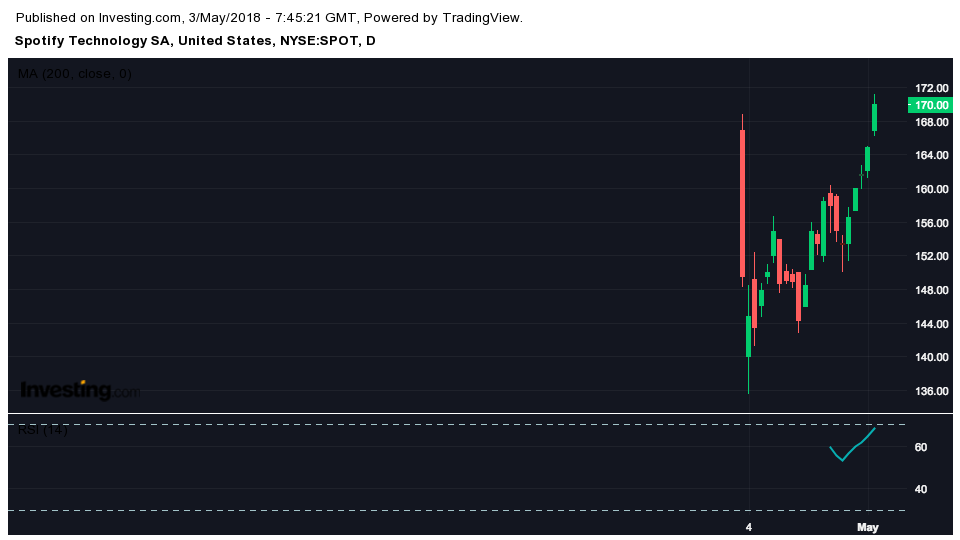 Published on Investing.com, 3/May/2018 - 7:45:21 GMT, Powered by TradingView.
Spotify Technology SA, United States, NYSE:SPOT, D
MA (200, close, 0)
172.00
170.00
168.00
164.00
160.00
156.00
152.00
148.00
144.00
140.00
136.00
Investing.com
RSI (14)
60
40
4 May